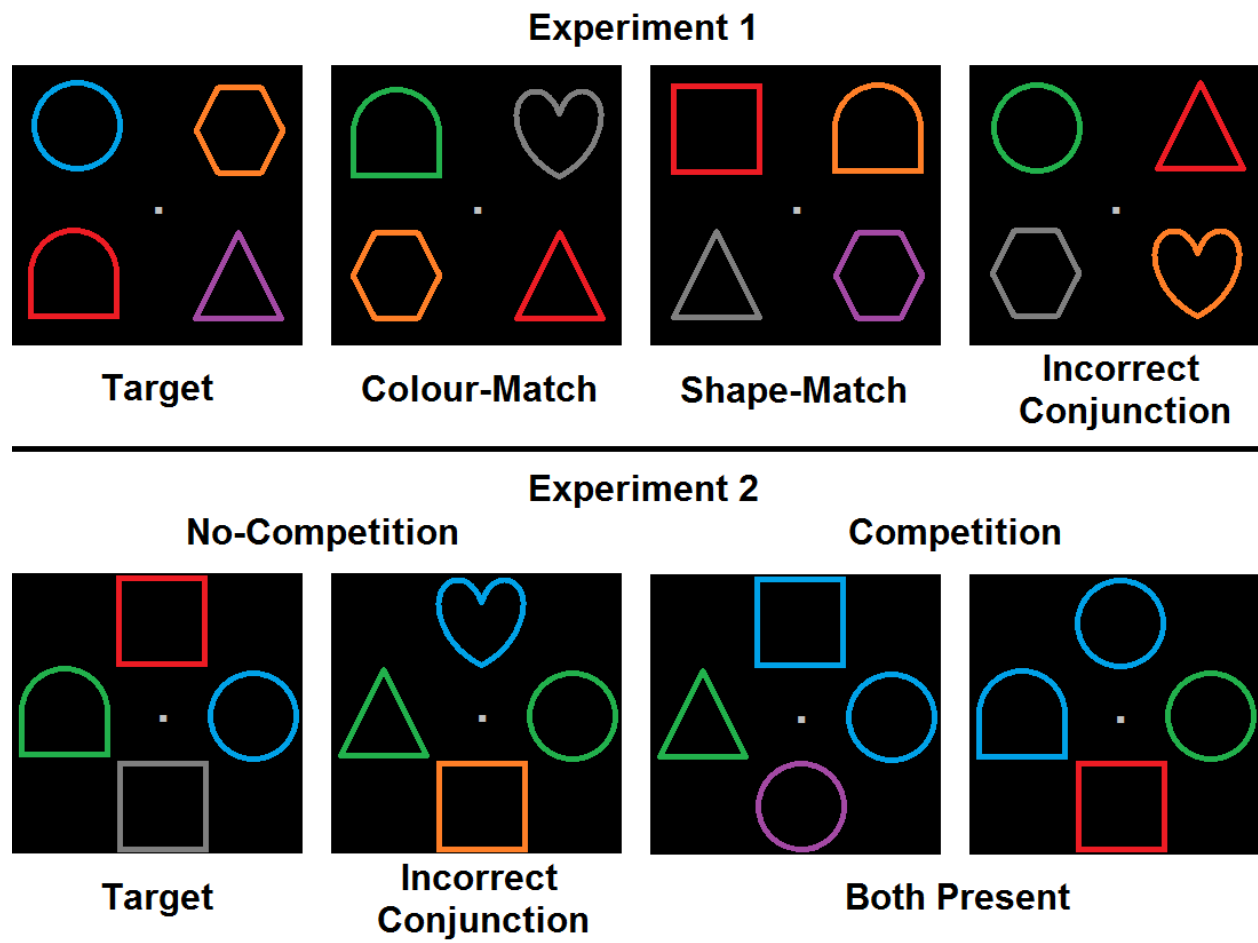 Experiment 1
Target
Colour-Match
Shape-Match
Incorrect
Conjunction
Experiment 2
No-Competition
Competition
Target
Incorrect
Conjunction
Both Present